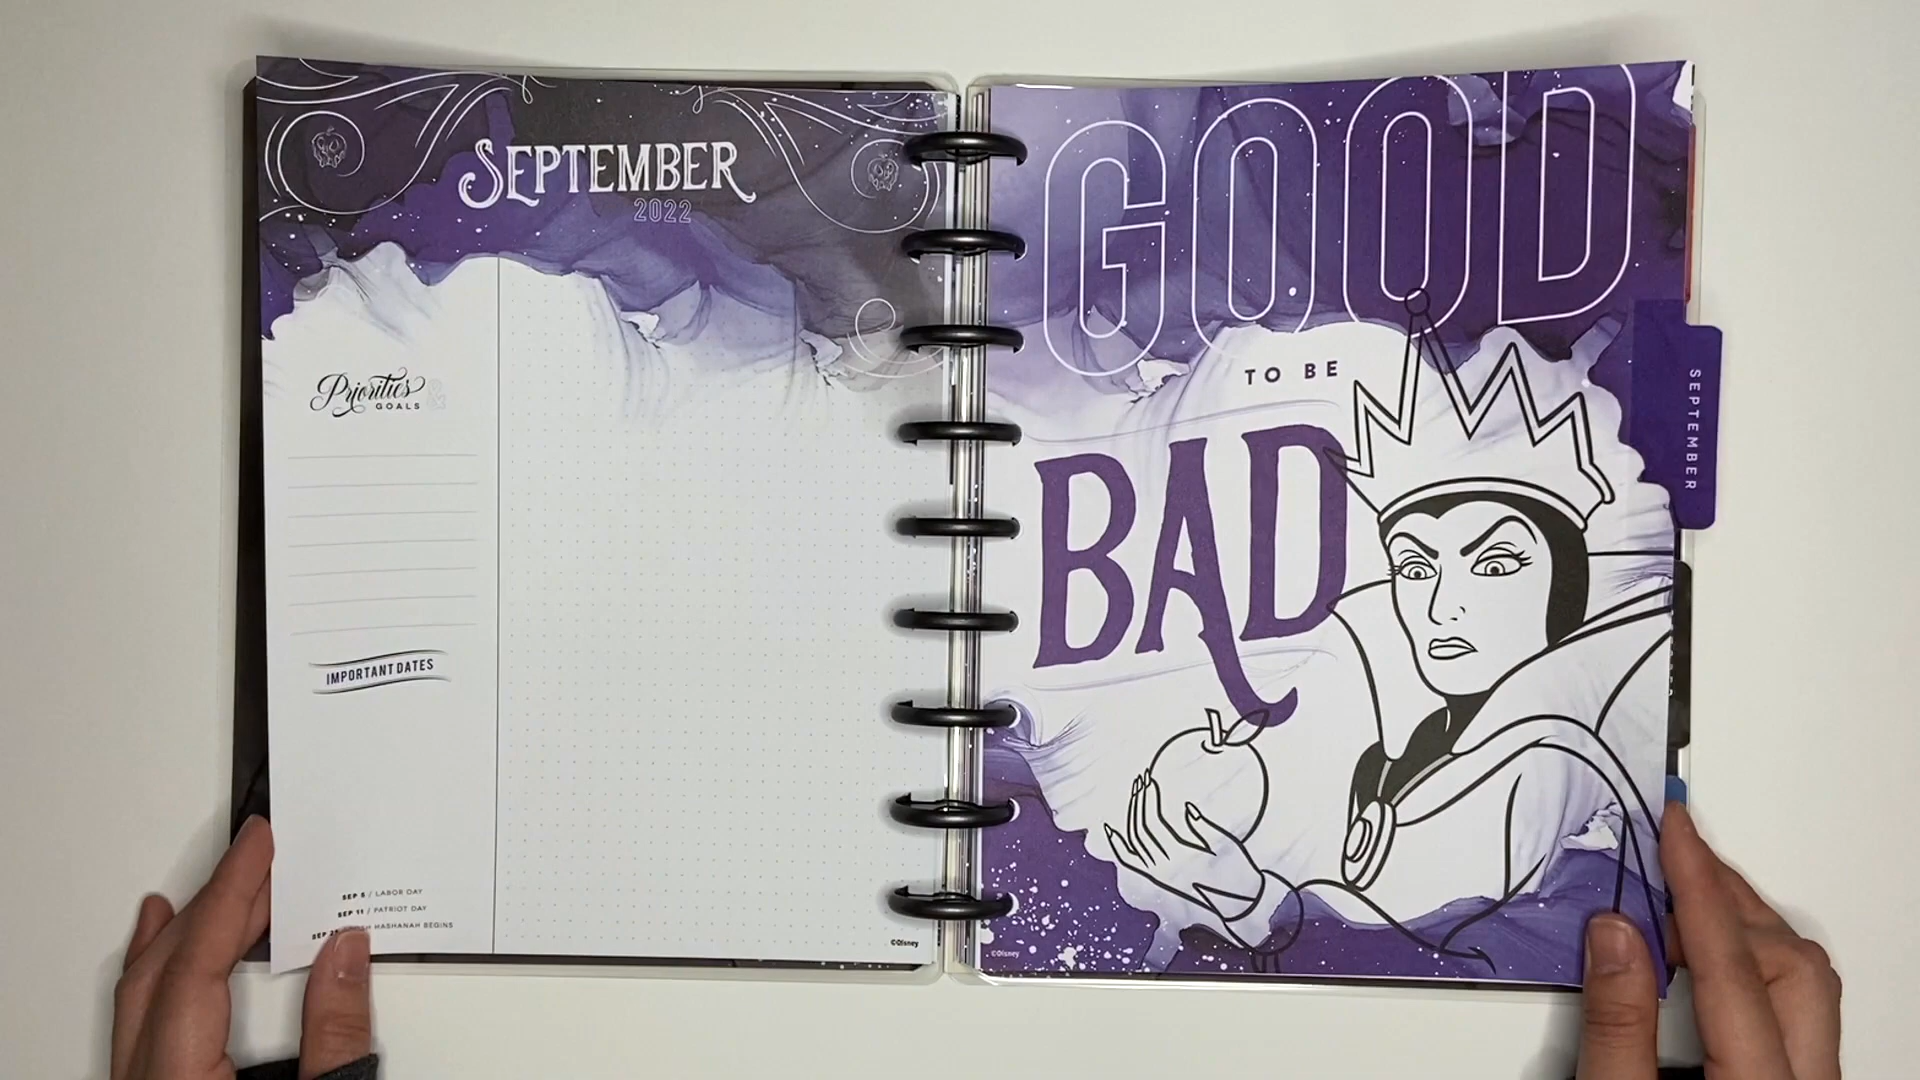 SEPTEMBER
2022
Priorities &
GOALS
IMPORTANT DATES
SEP 5 / LABOR DAY
SEP 11 / PATRIOT DAY
SEP HASHANAH BEGINS
©Disney
GOOD
TO BE
BAD
©Disney
SEPTEMBER